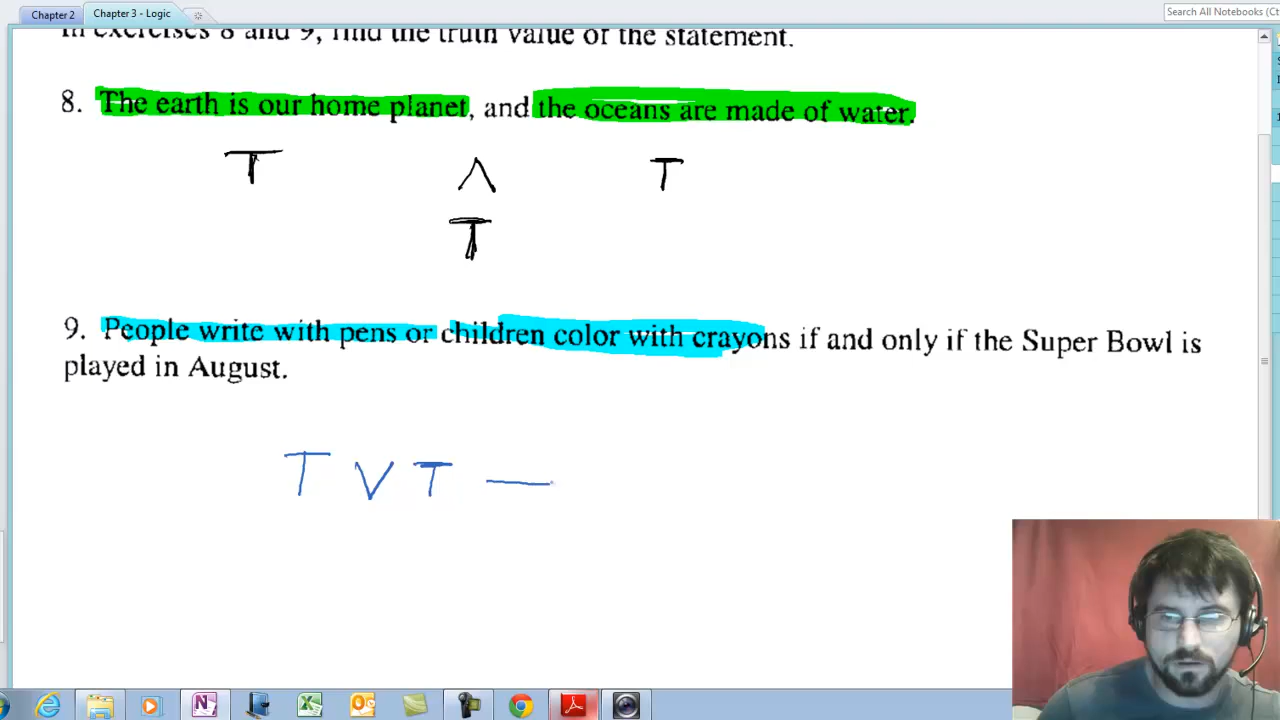 Chapter 2
Chapter 3 - Logic
Search All Notebooks (Ct
In exercises 8 and 9, find the truth value of the statement.
8. The earth is our home planet, and the oceans are made of water.
T Λ T
T
9. People write with pens or children color with crayons if and only if the Super Bowl is
played in August.
T V T —